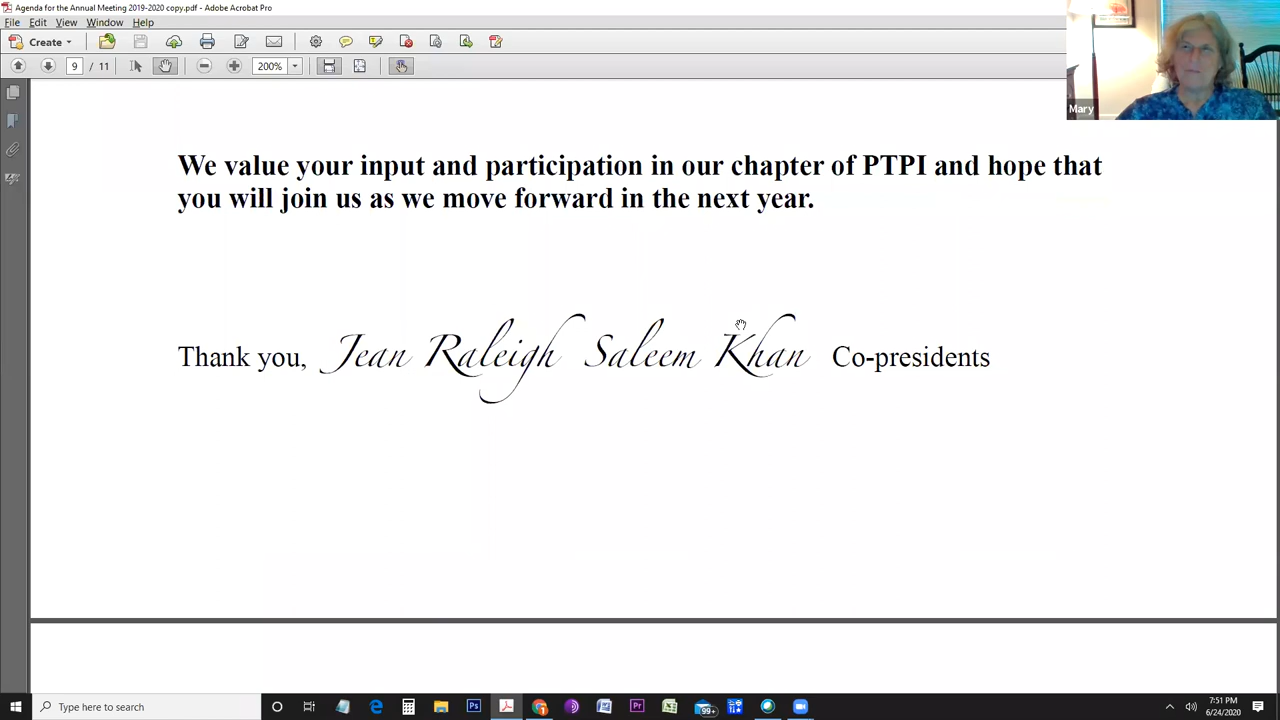 Agenda for the Annual Meeting 2019-2020 copy.pdf - Adobe Acrobat Pro
File Edit View Window Help
Create
9 / 11 200%
Mary
We value your input and participation in our chapter of PTPI and hope that
you will join us as we move forward in the next year.
Thank you, Jean Raleigh Saleem Khan Co-presidents
Type here to search
99+
7:51 PM
6/24/2020